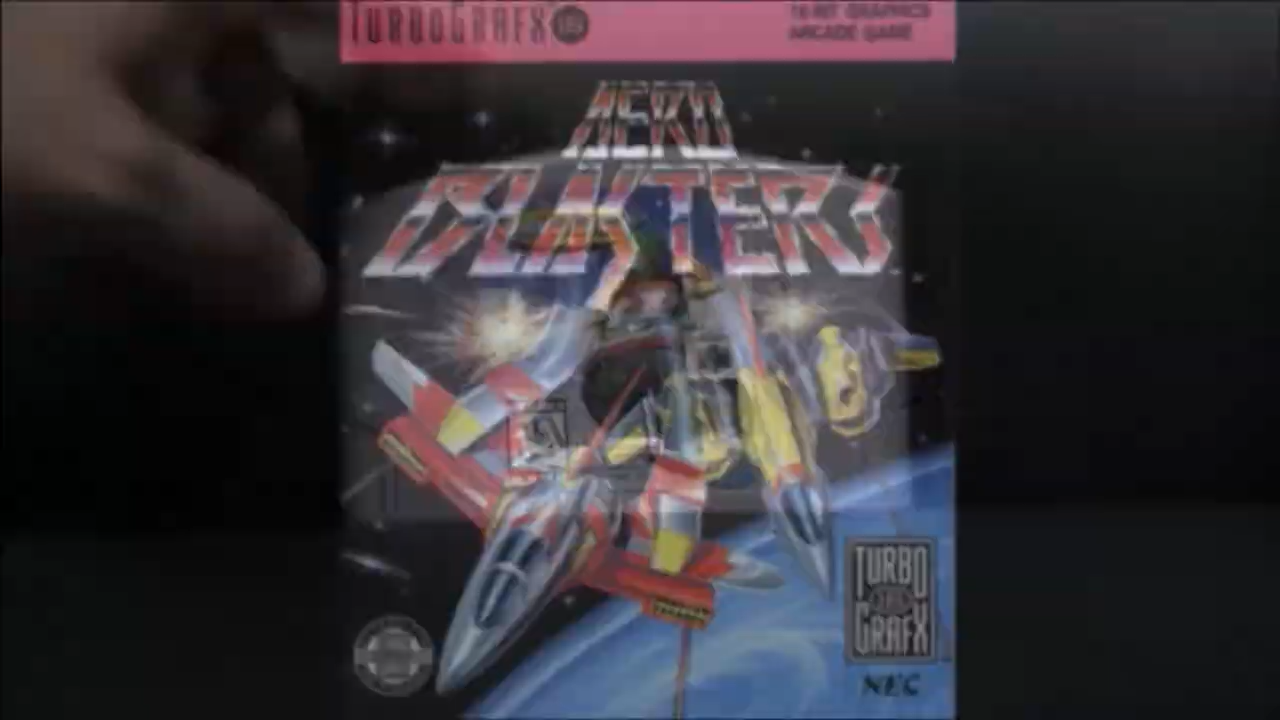 TURBOGRAFX 16
16-BIT GRAPHICS
ARCADE GAME
AERO
BLASTERS
TURBO
GRAFX
NEC